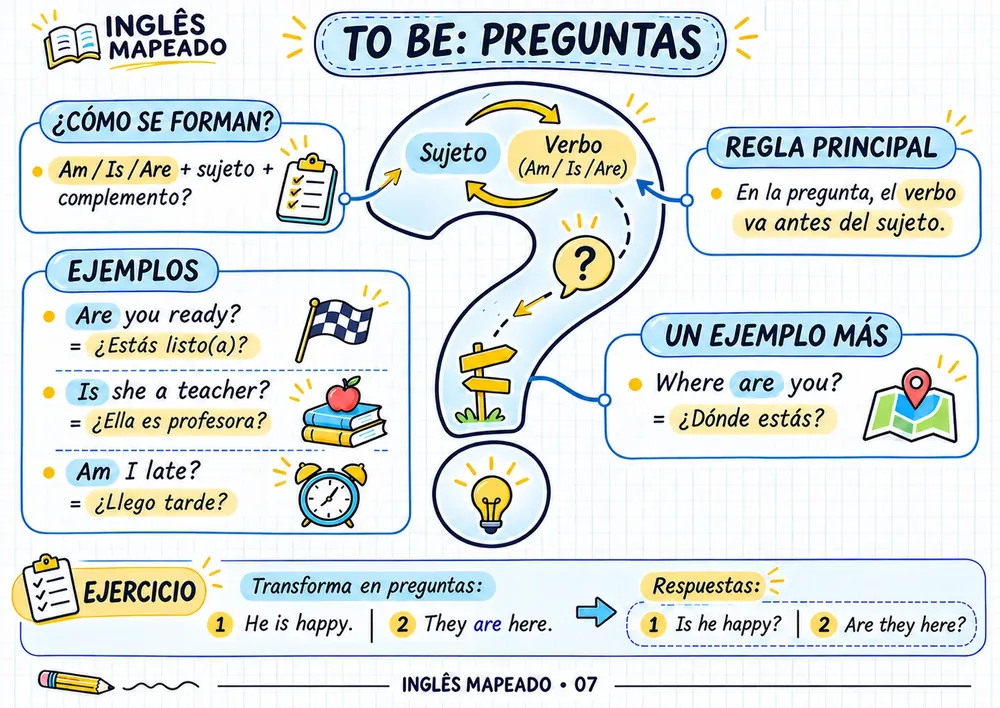 INGLÊS
MAPEADO
TO BE: PREGUNTAS
¿CÓMO SE FORMAN?
Am / Is / Are + sujeto +
complemento?
Sujeto
Verbo
(Am / Is / Are)
?
REGLA PRINCIPAL
En la pregunta, el verbo
va antes del sujeto.
EJEMPLOS
Are you ready?
= ¿Estás listo(a)?
Is she a teacher?
= ¿Ella es profesora?
Am I late?
= ¿Llego tarde?
UN EJEMPLO MÁS
Where are you?
= ¿Dónde estás?
EJERCICIO
Transforma en preguntas:
1 He is happy. | 2 They are here.
Respuestas:
1 Is he happy? | 2 Are they here?
INGLÊS MAPEADO • 07